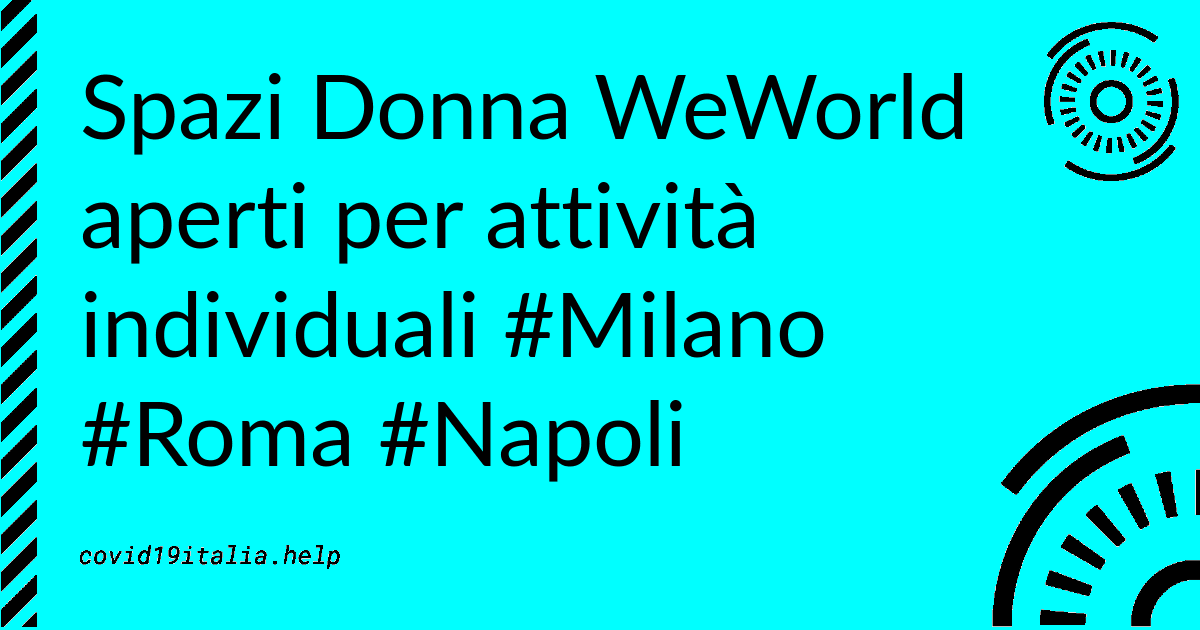 Spazi Donna WeWorld
aperti per attività
individuali #Milano
#Roma #Napoli
covid19italia.help